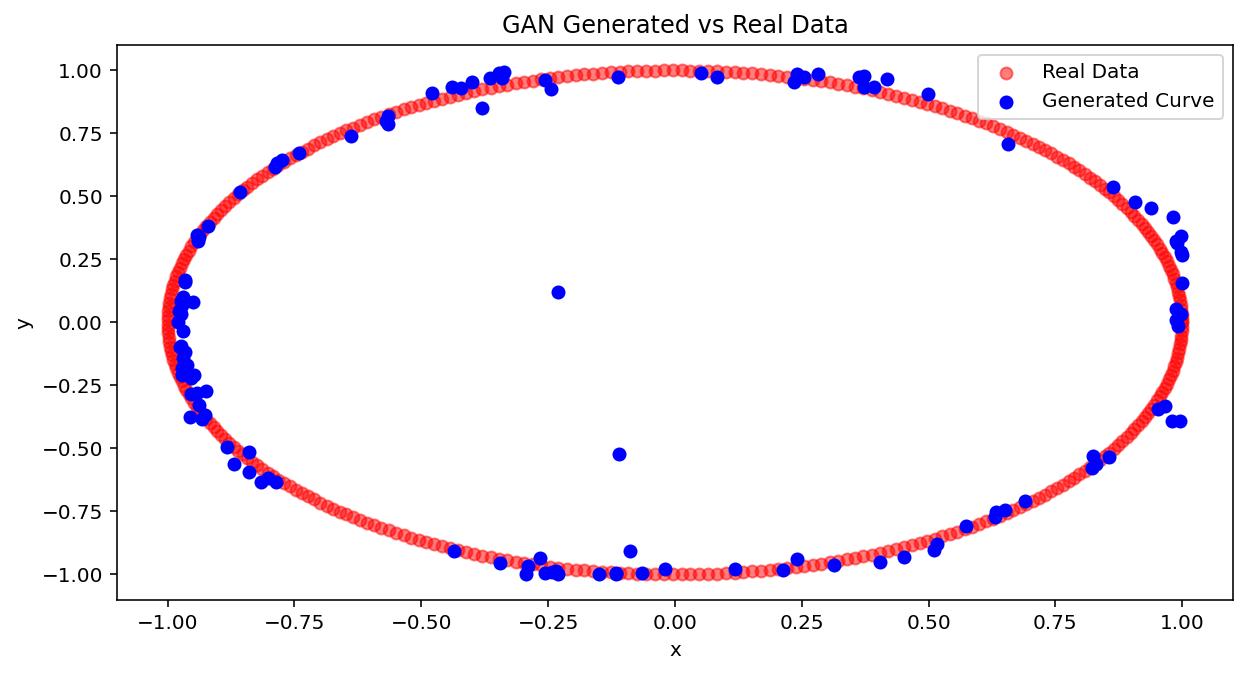 GAN Generated vs Real Data
Real Data
Generated Curve
1.00
0.75
0.50
0.25
0.00
−0.25
−0.50
−0.75
−1.00
y
−1.00 −0.75 −0.50 −0.25 0.00 0.25 0.50 0.75 1.00
x